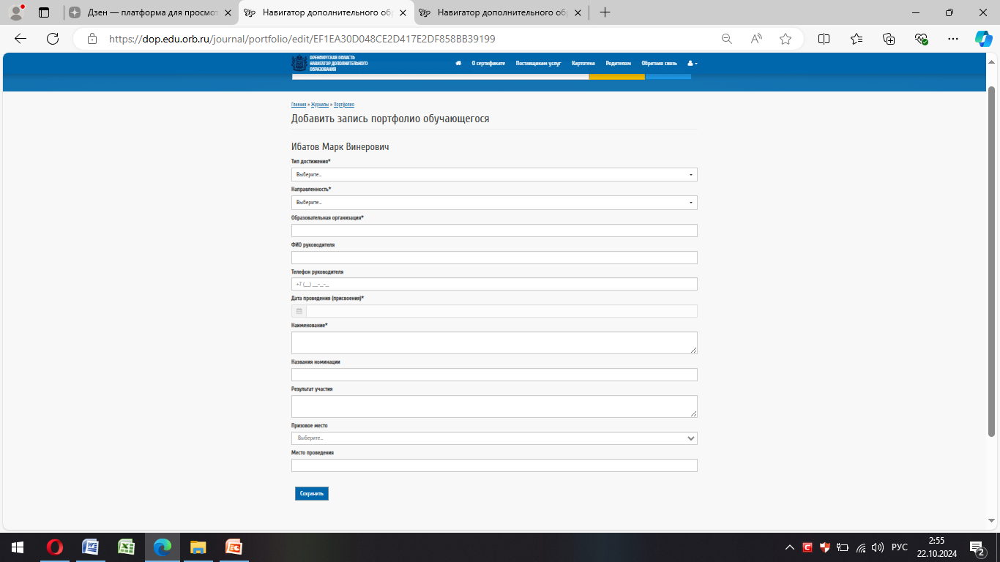 Дзен — платформа для просмот
Навигатор дополнительного обр
Навигатор дополнительного обр
https://dop.edu.orb.ru/journal/portfolio/edit/EF1EA30D048CE2D417E2DF858BB39199
ОРЕНБУРГСКАЯ ОБЛАСТЬ
НАВИГАТОР ДОПОЛНИТЕЛЬНОГО
ОБРАЗОВАНИЯ
О сертификате Поставщикам услуг Картотека Родителям Обратная связь
Главная » Журналы » Портфолио
Добавить запись портфолио обучающегося
Ибатов Марк Винерович
Тип достижения*
Выберите...
Направленность*
Выберите...
Образовательная организация*
ФИО руководителя
Телефон руководителя
+7 (__) ___-__-__
Дата проведения (присвоения)*
Наименование*
Названия номинации
Результат участия
Призовое место
Выберите...
Место проведения
Сохранить
РУС
2:55
22.10.2024
2